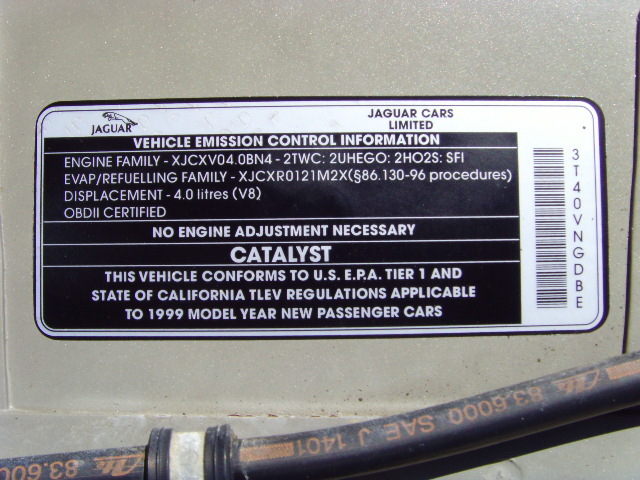 JAGUAR
JAGUAR CARS
LIMITED
VEHICLE EMISSION CONTROL INFORMATION
ENGINE FAMILY - XJCXV04.0BN4 - 2TWC: 2UHEGO: 2HO2S: SFI
EVAP/REFUELLING FAMILY - XJCXR0121M2X(§86.130-96 procedures)
DISPLACEMENT - 4.0 litres (V8)
OBDII CERTIFIED
NO ENGINE ADJUSTMENT NECESSARY
CATALYST
THIS VEHICLE CONFORMS TO U.S. E.P.A. TIER 1 AND
STATE OF CALIFORNIA TLEV REGULATIONS APPLICABLE
TO 1999 MODEL YEAR NEW PASSENGER CARS
3T40VNGDBE
83.6000 SAE J 1401
83.600